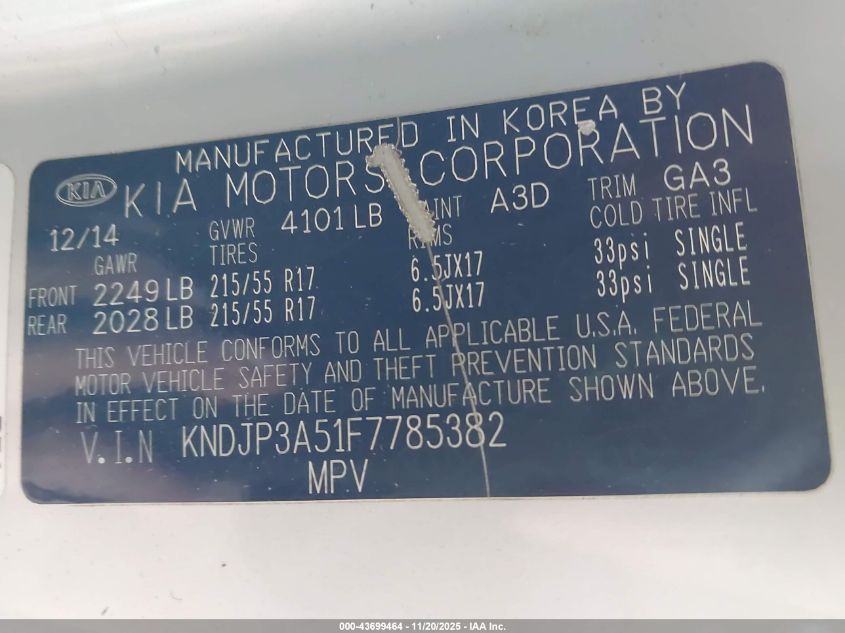 MANUFACTURED IN KOREA BY
KIA KIA MOTORS CORPORATION
12/14 GVWR 4101 LB A3D TRIM GA3
GAWR TIRES COLD TIRE INFL
FRONT 2249 LB 215/55 R17 6.5JX17 33psi SINGLE
REAR 2028 LB 215/55 R17 6.5JX17 33psi SINGLE
THIS VEHICLE CONFORMS TO ALL APPLICABLE U.S.A. FEDERAL
MOTOR VEHICLE SAFETY AND THEFT PREVENTION STANDARDS
IN EFFECT ON THE DATE OF MANUFACTURE SHOWN ABOVE.
V.I.N KNDJP3A51F7785382
MPV
000-43699464 - 11/20/2025 - IAA Inc.